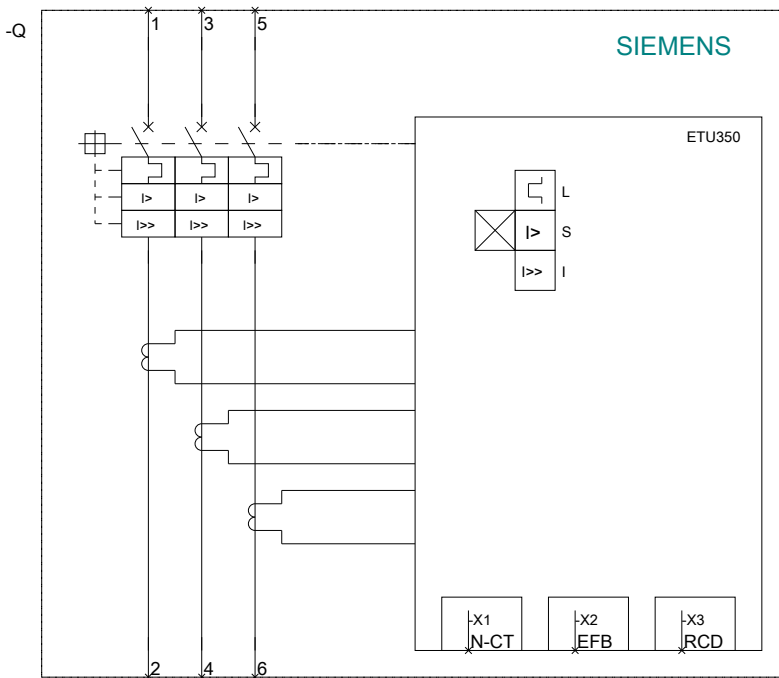 -Q
1 3 5
SIEMENS
ETU350
L
I> I> I> I> S
I>> I>> I>> I>> I
-X1 -X2 -X3
N-CT EFB RCD
2 4 6